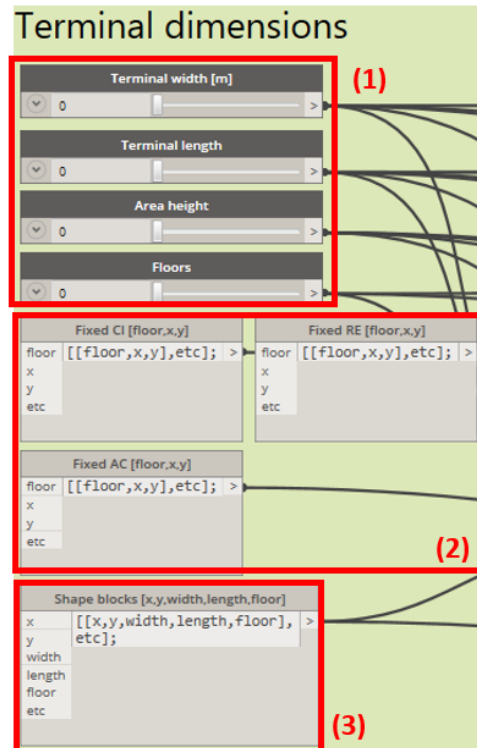 Terminal dimensions
(1)
Terminal width [m]
0
>
Terminal length
0
>
Area height
0
>
Floors
0
>
Fixed CI [floor,x,y]
floor [[floor,x,y],etc]; >
x
y
etc
Fixed RE [floor,x,y]
floor [[floor,x,y],etc]; >
x
y
etc
Fixed AC [floor,x,y]
floor [[floor,x,y],etc]; >
x
y
etc
(2)
Shape blocks [x,y,width,length,floor]
x [[x,y,width,length,floor], >
y etc];
width
length
floor
etc
(3)